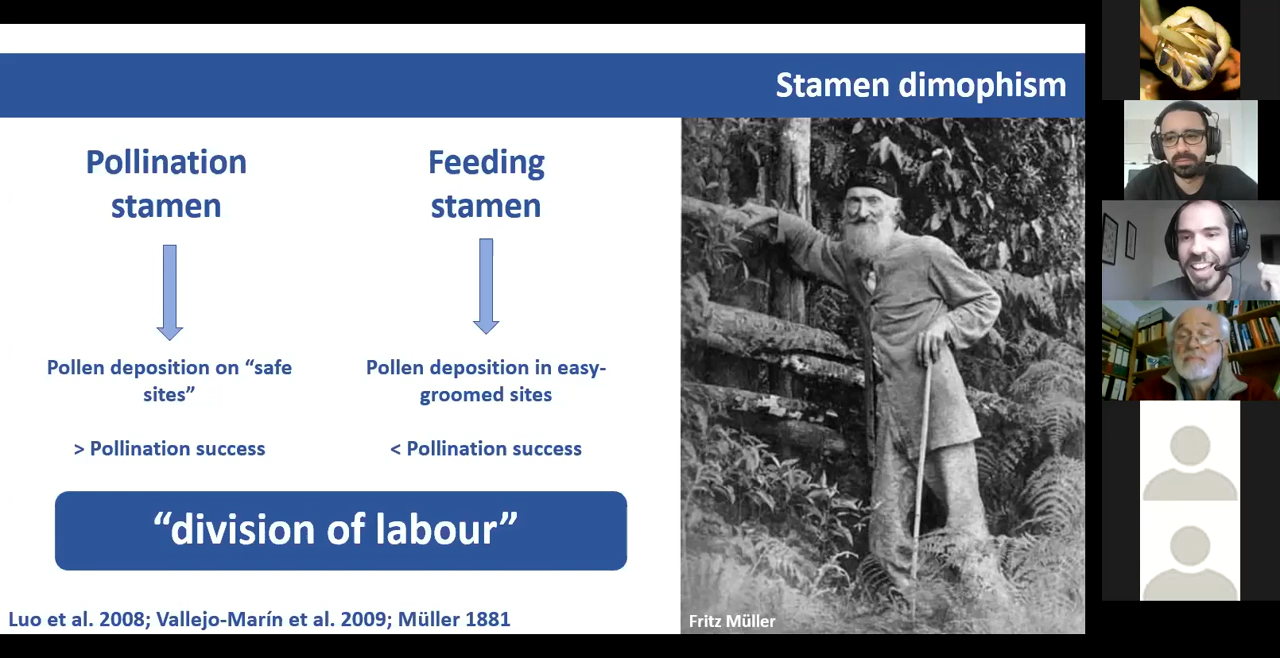 Stamen dimophism
Pollination
stamen
Feeding
stamen
Pollen deposition on “safe
sites”
Pollen deposition in easy-
groomed sites
> Pollination success
< Pollination success
“division of labour”
Luo et al. 2008; Vallejo-Marín et al. 2009; Müller 1881
Fritz Müller